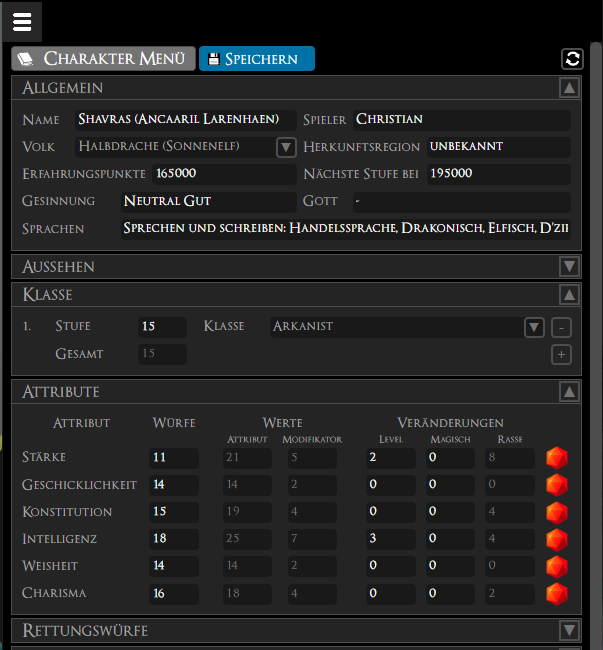 Charakter Menü Speichern
Allgemein
Name Shavras (Ancaaril Larenhaen) Spieler Christian
Volk Halbdrache (Sonnenelf) Herkunftsregion unbekannt
Erfahrungspunkte 165000 Nächste Stufe bei 195000
Gesinnung Neutral Gut Gott -
Sprachen Sprechen und schreiben: Handelssprache, Drakonisch, Elfisch,
Aussehen
Klasse
1. Stufe 15 Klasse Arkanist -
Gesamt 15 +
Attribute
Attribut Würfe Werte Veränderungen
Attribut Modifikator Level Magisch Rasse
Stärke 11 21 5 2 0 8
Geschicklichkeit 14 14 2 0 0 0
Konstitution 15 19 4 0 0 4
Intelligenz 18 25 7 3 0 4
Weisheit 14 14 2 0 0 0
Charisma 16 18 4 0 0 2
Rettungswürfe